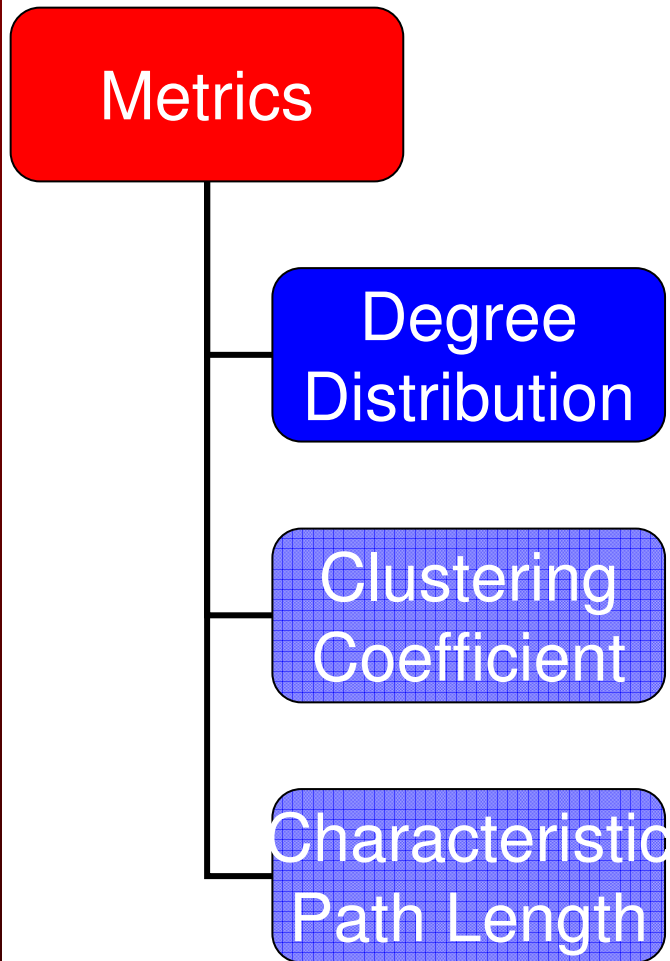 Metrics
Degree
Distribution
Clustering
Coefficient
Characteristic
Path Length